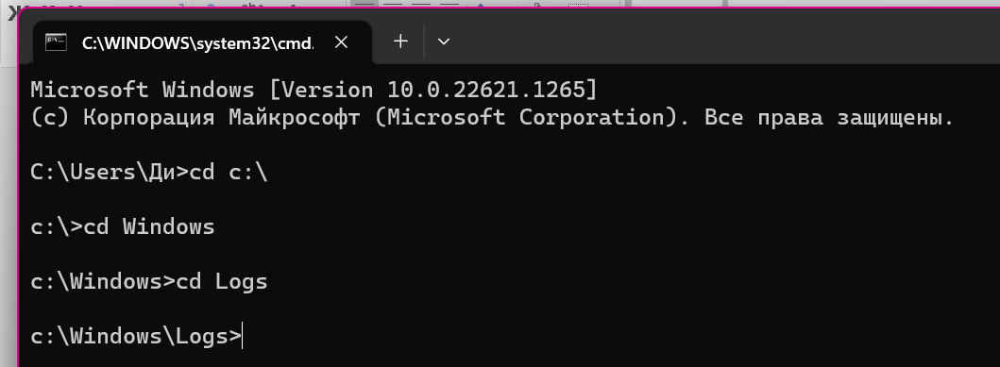 C:\WINDOWS\system32\cmd.
Microsoft Windows [Version 10.0.22621.1265]
(c) Корпорация Майкрософт (Microsoft Corporation). Все права защищены.
C:\Users\Ди>cd c:\
c:\>cd Windows
c:\Windows>cd Logs
c:\Windows\Logs>